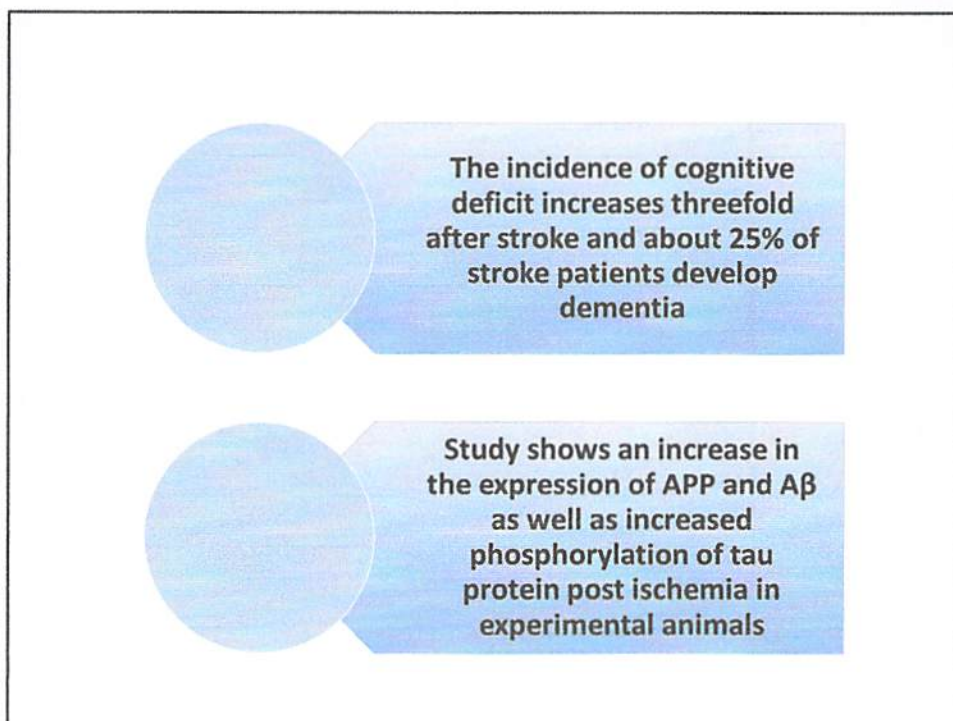 The incidence of cognitive
deficit increases threefold
after stroke and about 25% of
stroke patients develop
dementia
Study shows an increase in
the expression of APP and Aβ
as well as increased
phosphorylation of tau
protein post ischemia in
experimental animals